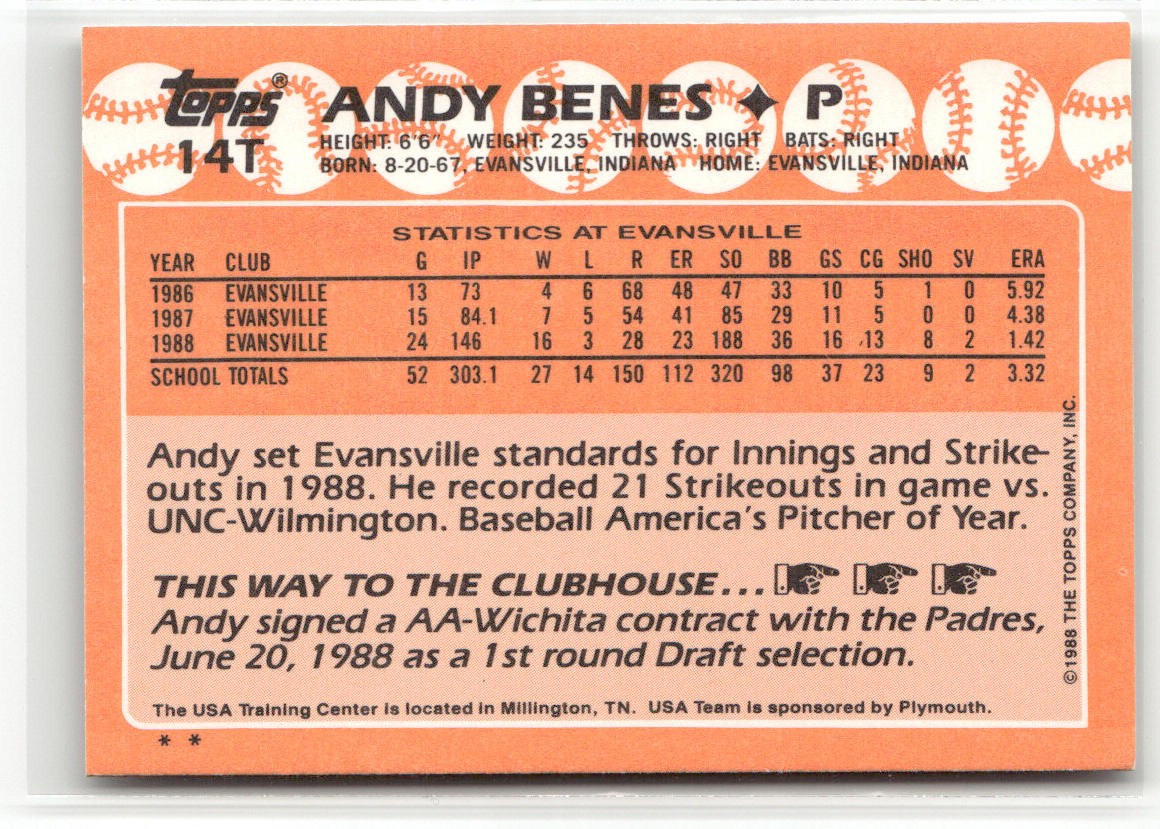 topps® ANDY BENES ✦ P
14T HEIGHT: 6'6" WEIGHT: 235 THROWS: RIGHT BATS: RIGHT
BORN: 8-20-67, EVANSVILLE, INDIANA HOME: EVANSVILLE, INDIANA
STATISTICS AT EVANSVILLE
YEAR CLUB G IP W L R ER SO BB GS CG SHO SV ERA
1986 EVANSVILLE 13 73 4 6 68 48 47 33 10 5 1 0 5.92
1987 EVANSVILLE 15 84.1 7 5 54 41 85 29 11 5 0 0 4.38
1988 EVANSVILLE 24 146 16 3 28 23 188 36 16 13 8 2 1.42
SCHOOL TOTALS 52 303.1 27 14 150 112 320 98 37 23 9 2 3.32
Andy set Evansville standards for Innings and Strike-
outs in 1988. He recorded 21 Strikeouts in game vs.
UNC-Wilmington. Baseball America's Pitcher of Year.
THIS WAY TO THE CLUBHOUSE...
Andy signed a AA-Wichita contract with the Padres,
June 20, 1988 as a 1st round Draft selection.
The USA Training Center is located in Millington, TN. USA Team is sponsored by Plymouth.
* *
©1988 THE TOPPS COMPANY, INC.